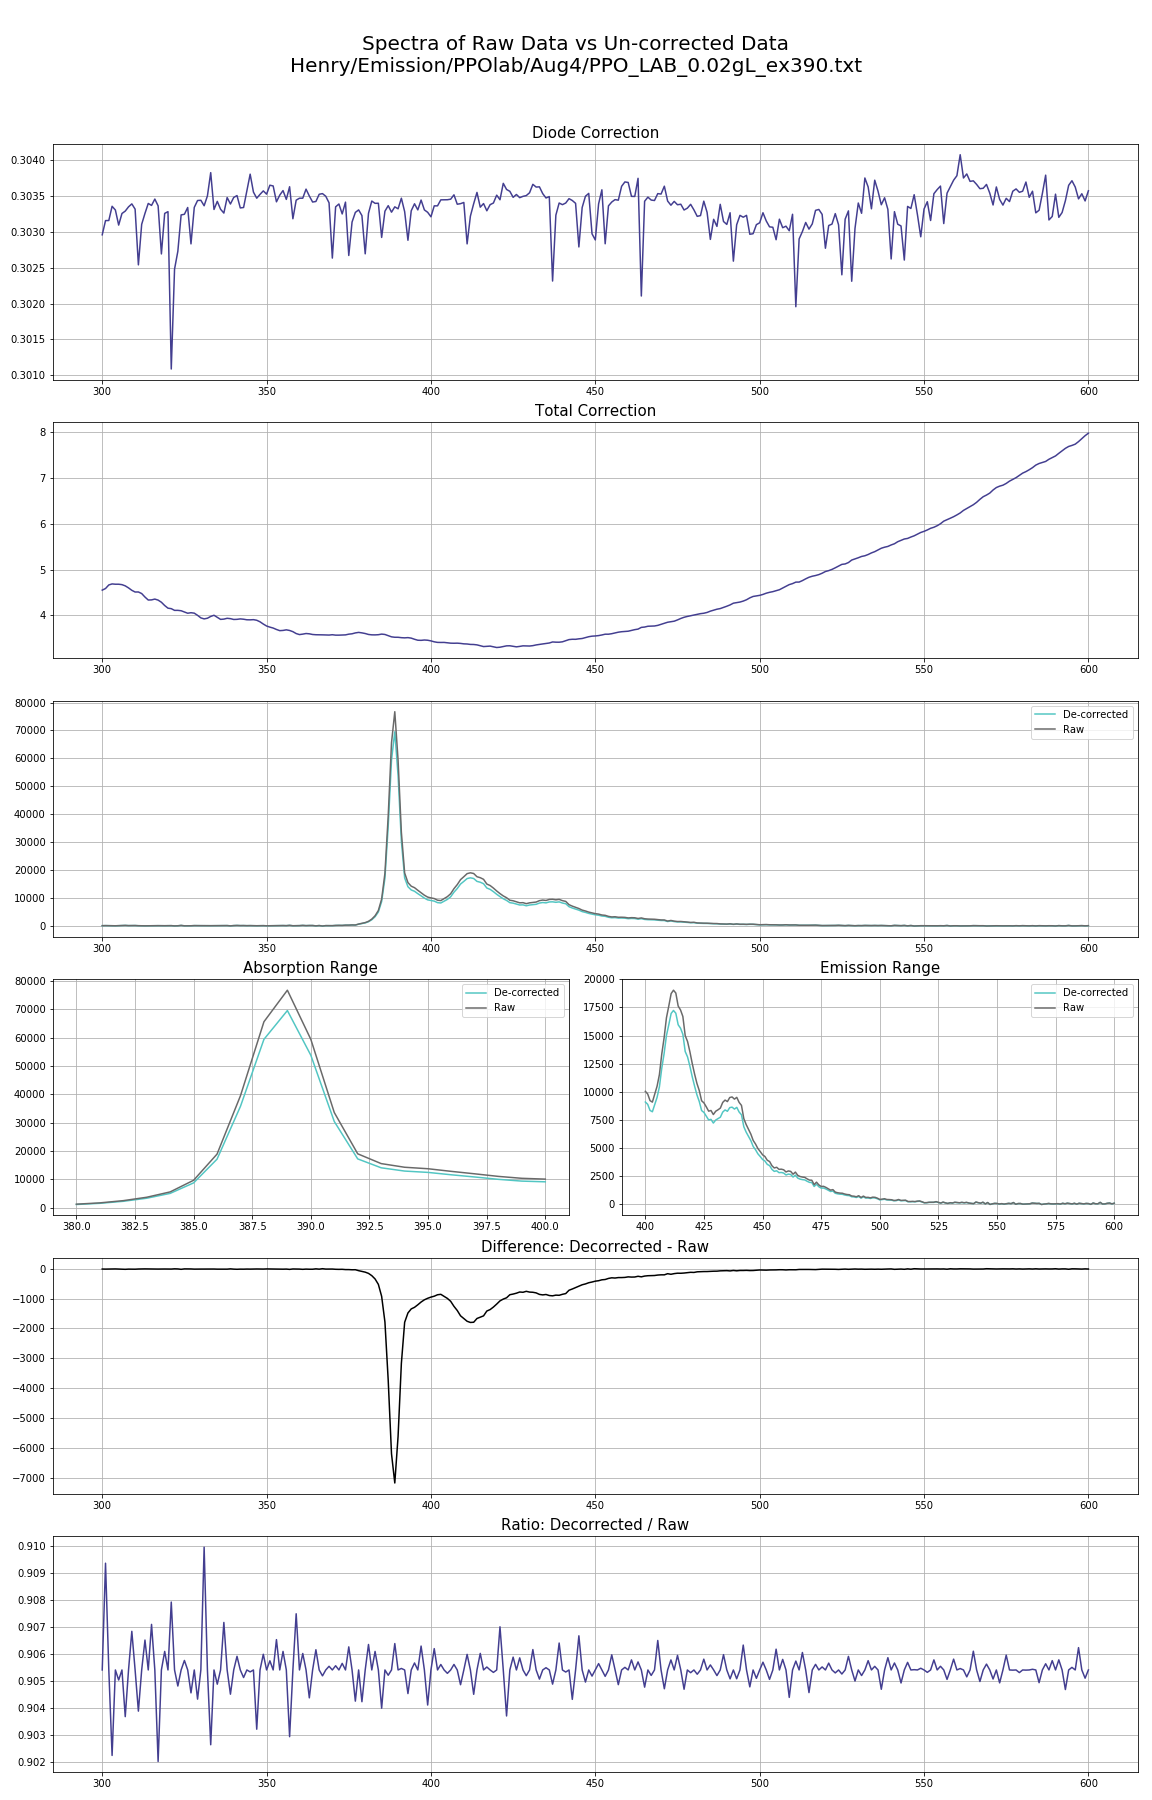 Spectra of Raw Data vs Un-corrected Data
Henry/Emission/PPOlab/Aug4/PPO_LAB_0.02gL_ex390.txt
Diode Correction
0.3040
0.3035
0.3030
0.3025
0.3020
0.3015
0.3010
300 350 400 450 500 550 600
Total Correction
8
7
6
5
4
300 350 400 450 500 550 600
80000
70000
60000
50000
40000
30000
20000
10000
0
De-corrected
Raw
300 350 400 450 500 550 600
Absorption Range
80000
70000
60000
50000
40000
30000
20000
10000
0
De-corrected
Raw
380.0 382.5 385.0 387.5 390.0 392.5 395.0 397.5 400.0
Emission Range
20000
17500
15000
12500
10000
7500
5000
2500
0
De-corrected
Raw
400 425 450 475 500 525 550 575 600
Difference: Decorrected - Raw
0
−1000
−2000
−3000
−4000
−5000
−6000
−7000
300 350 400 450 500 550 600
Ratio: Decorrected / Raw
0.910
0.909
0.908
0.907
0.906
0.905
0.904
0.903
0.902
300 350 400 450 500 550 600